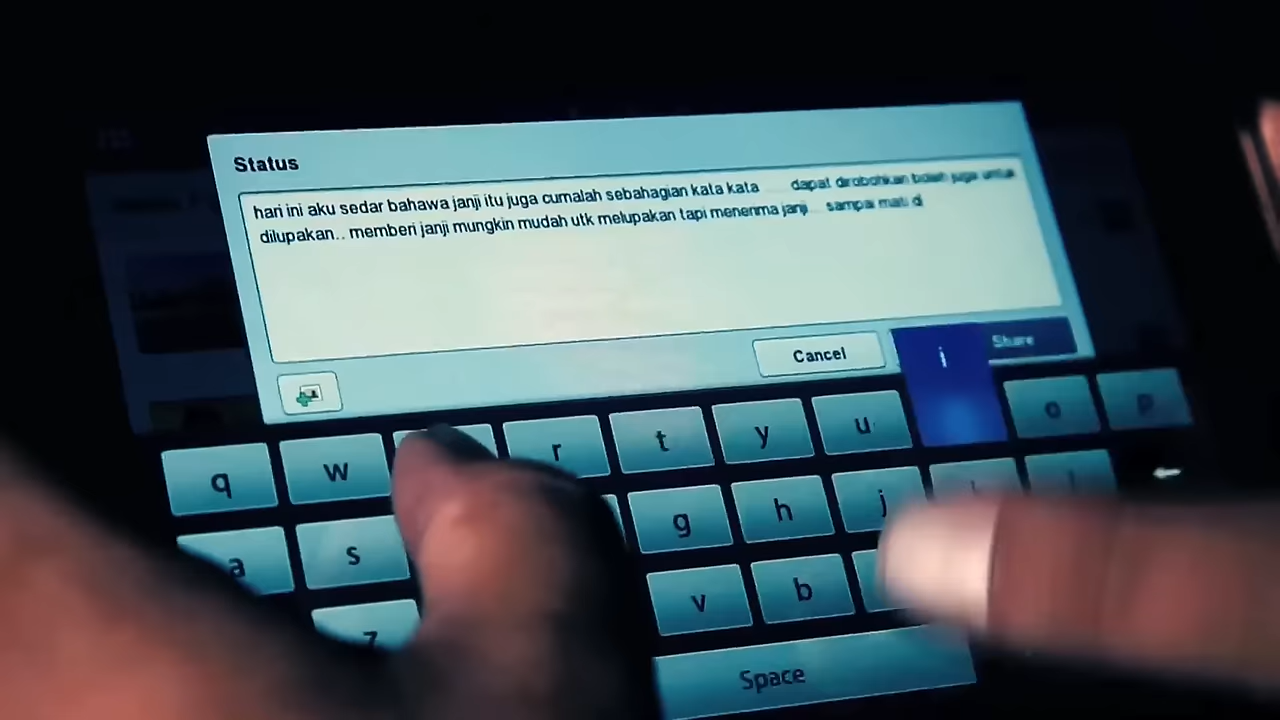 Status
hari ini aku sedar bahawa janji itu juga cumalah sebahagian kata kata dapat dirobohkan boleh juga untuk
dilupakan.. memberi janji mungkin mudah utk melupakan tapi menerima janji sampai mati di
Cancel
i
Share
q w r t y u o p
a s g h j
z v b
Space